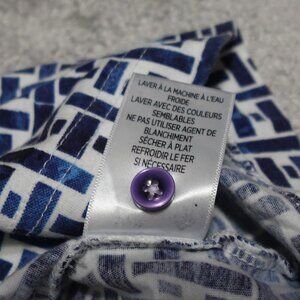 LAVER À LA MACHINE À L'EAU
FROIDE
LAVER AVEC DES COULEURS
SEMBLABLES
NE PAS UTILISER AGENT DE
BLANCHIMENT
SÉCHER À PLAT
REFROIDIR LE FER
SI NÉCESSAIRE